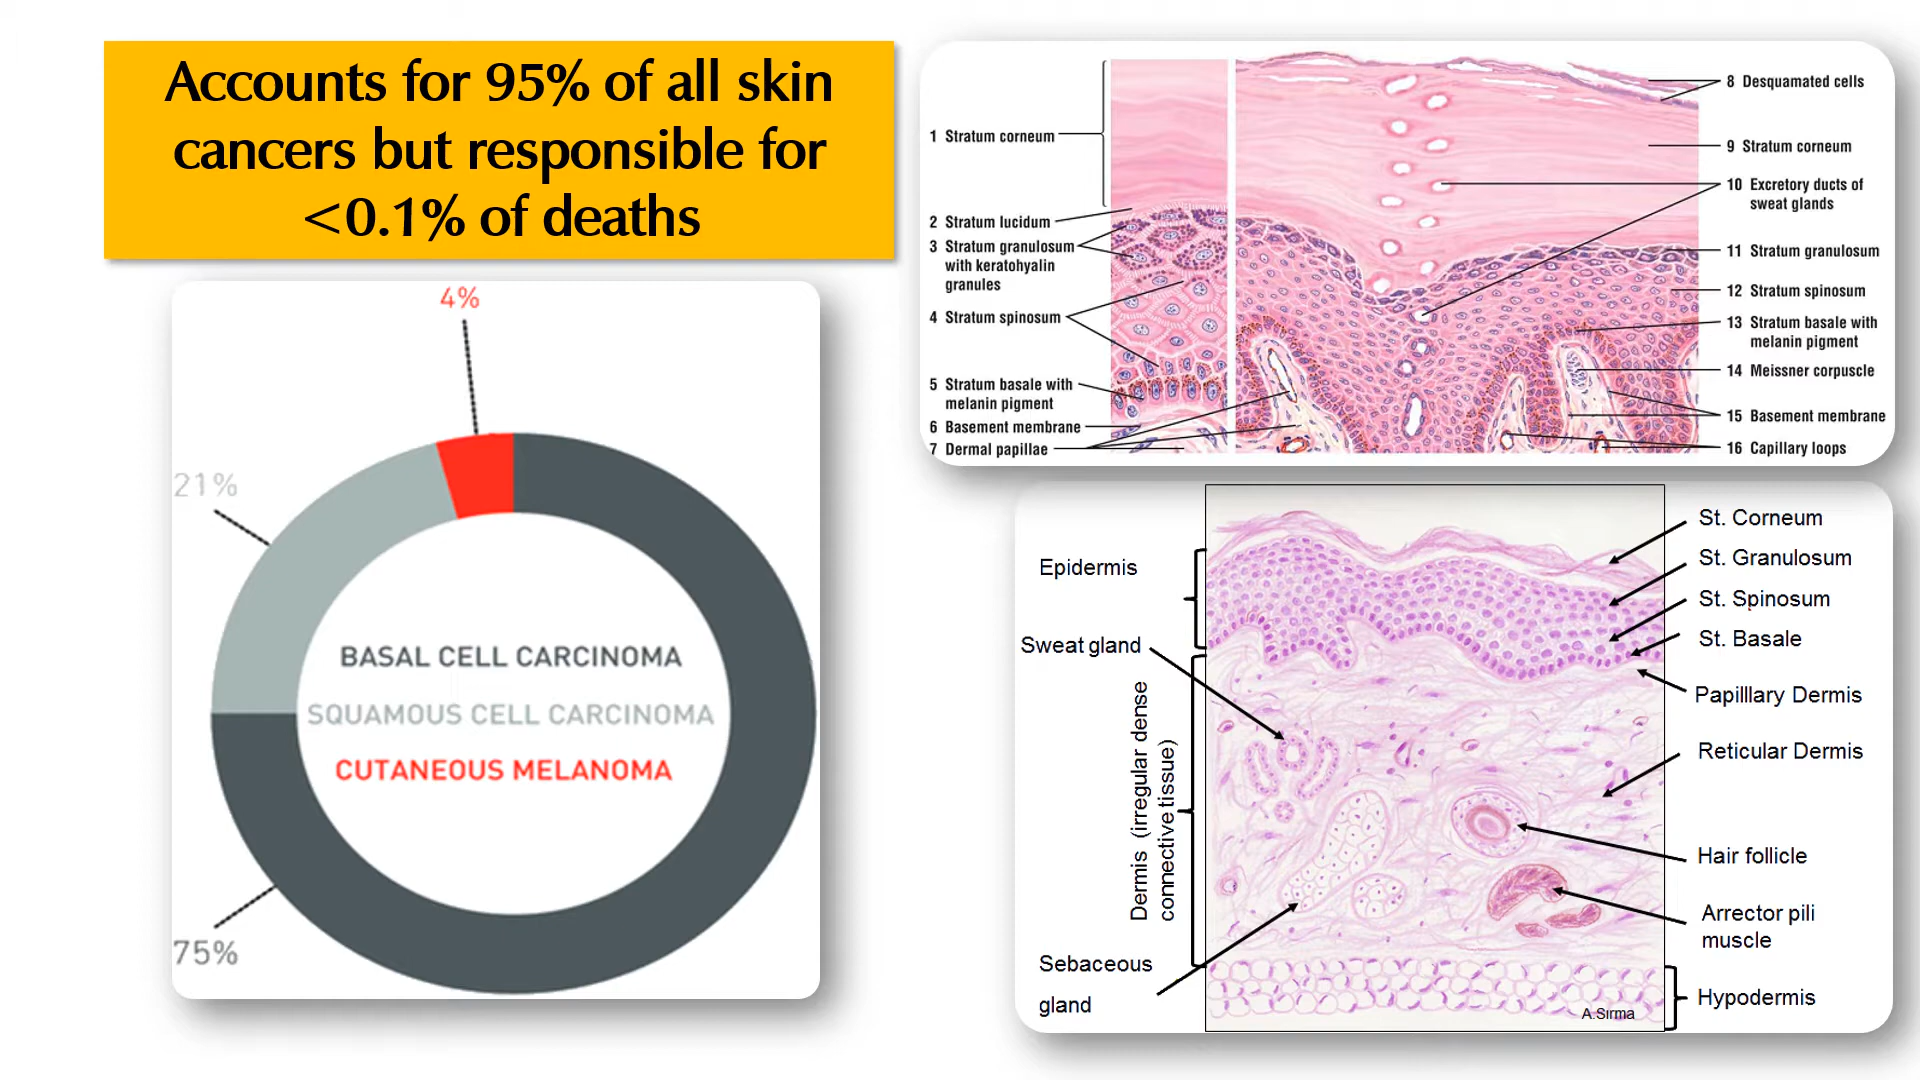 Accounts for 95% of all skin
cancers but responsible for
<0.1% of deaths
4%
21%
75%
BASAL CELL CARCINOMA
SQUAMOUS CELL CARCINOMA
CUTANEOUS MELANOMA
1 Stratum corneum
2 Stratum lucidum
3 Stratum granulosum
with keratohyalin
granules
4 Stratum spinosum
5 Stratum basale with
melanin pigment
6 Basement membrane
7 Dermal papillae
8 Desquamated cells
9 Stratum corneum
10 Excretory ducts of
sweat glands
11 Stratum granulosum
12 Stratum spinosum
13 Stratum basale with
melanin pigment
14 Meissner corpuscle
15 Basement membrane
16 Capillary loops
Epidermis
Sweat gland
Dermis (irregular dense
connective tissue)
Sebaceous
gland
St. Corneum
St. Granulosum
St. Spinosum
St. Basale
Papilllary Dermis
Reticular Dermis
Hair follicle
Arrector pili
muscle
Hypodermis
A.Sırma